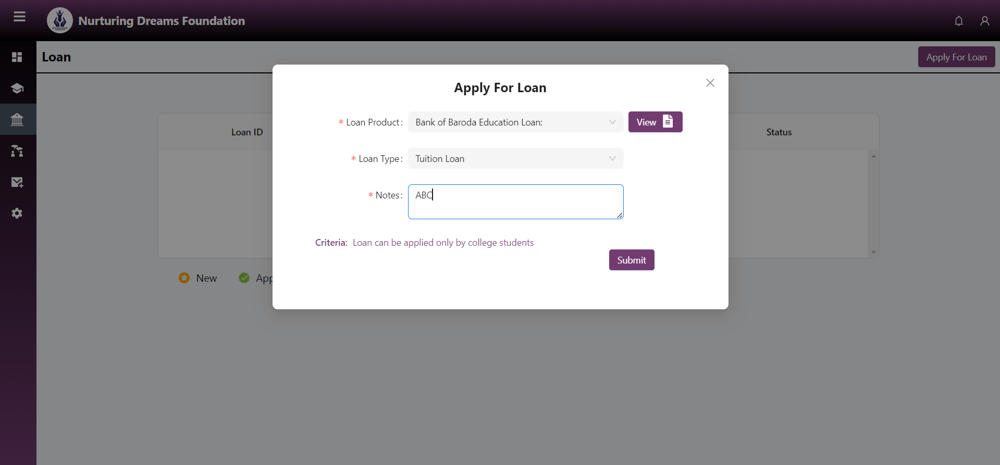 Nurturing Dreams Foundation
Loan
Apply For Loan
Apply For Loan
* Loan Product: Bank of Baroda Education Loan:
View
Loan ID
Status
* Loan Type: Tuition Loan
* Notes: ABC
Criteria: Loan can be applied only by college students
Submit
New
App